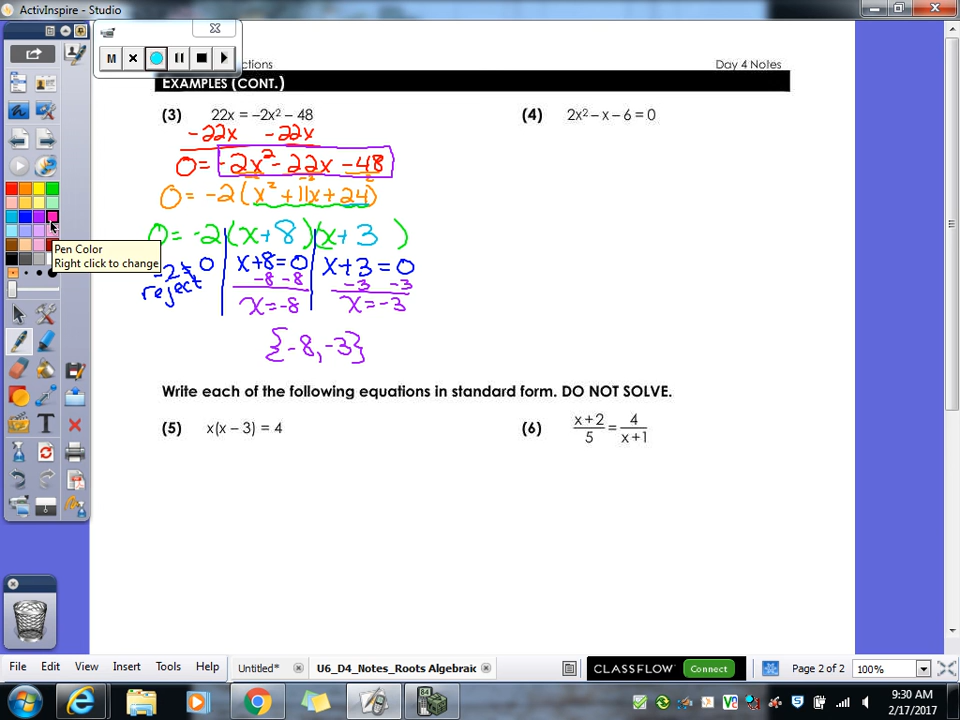 ActivInspire - Studio
M
ctions Day 4 Notes
EXAMPLES (CONT.)
(3) 22x = –2x² – 48
(4) 2x² – x – 6 = 0
-22x -22x
0 = -2x² - 22x - 48
0 = -2(x² + 11x + 24)
0 = -2(x+8)(x+3)
Pen Color
Right click to change
-2 ≠ 0
x+8=0
x+3=0
reject
-8 -8
-3 -3
x=-8
x=-3
{-8,-3}
Write each of the following equations in standard form. DO NOT SOLVE.
(5) x(x – 3) = 4
(6) x+2/5 = 4/x+1
File Edit View Insert Tools Help Untitled* U6_D4_Notes_Roots Algebraic CLASSFLOW Connect Page 2 of 2 100%
9:30 AM
2/17/2017